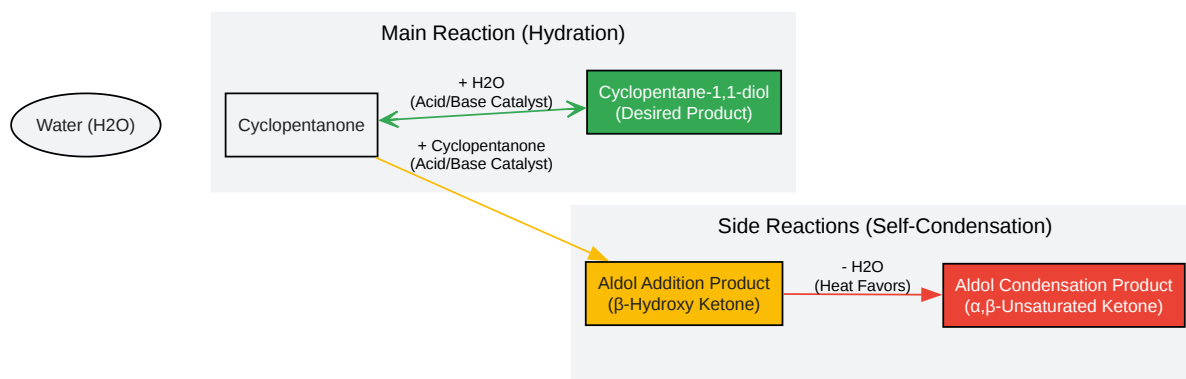 Main Reaction (Hydration)
Water (H2O)
Cyclopentanone
+ H2O
(Acid/Base Catalyst)
Cyclopentane-1,1-diol
(Desired Product)
+ Cyclopentanone
(Acid/Base Catalyst)
Side Reactions (Self-Condensation)
Aldol Addition Product
(β-Hydroxy Ketone)
- H2O
(Heat Favors)
Aldol Condensation Product
(α,β-Unsaturated Ketone)